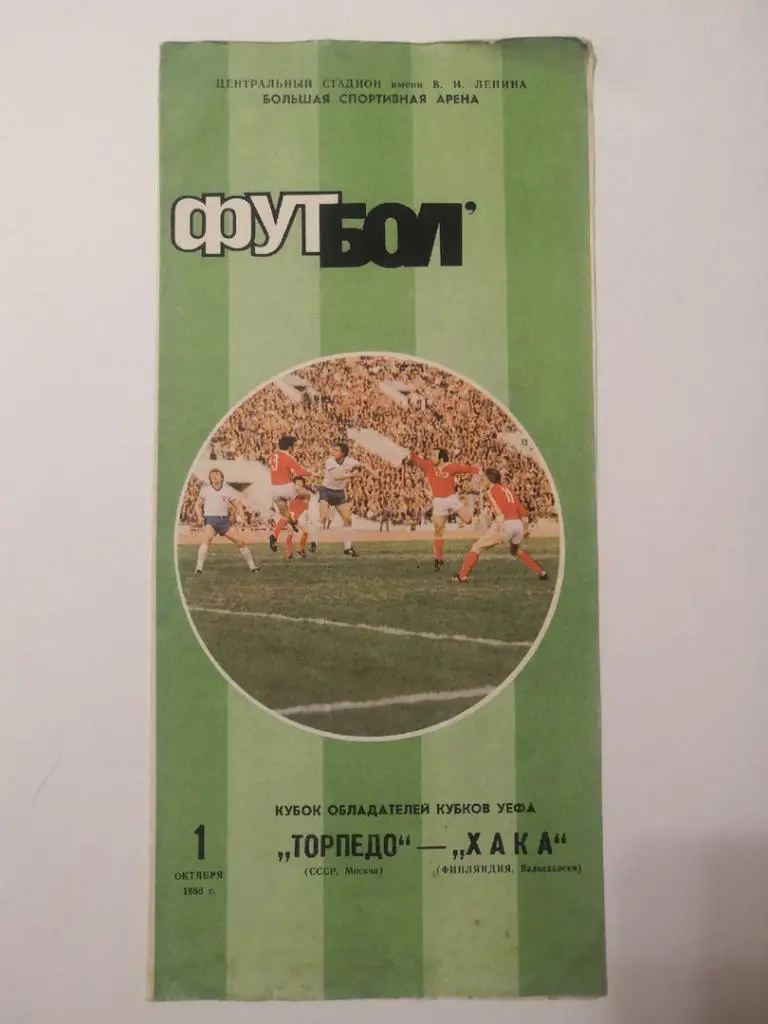 ЦЕНТРАЛЬНЫЙ СТАДИОН имени В. И. ЛЕНИНА
БОЛЬШАЯ СПОРТИВНАЯ АРЕНА
ФУТБОЛ'
КУБОК ОБЛАДАТЕЛЕЙ КУБКОВ УЕФА
1 „ТОРПЕДО“ — „ХАКА“
ОКТЯБРЯ (СССР, Москва) (ФИНЛЯНДИЯ, Валкеакоски)
1986 г.